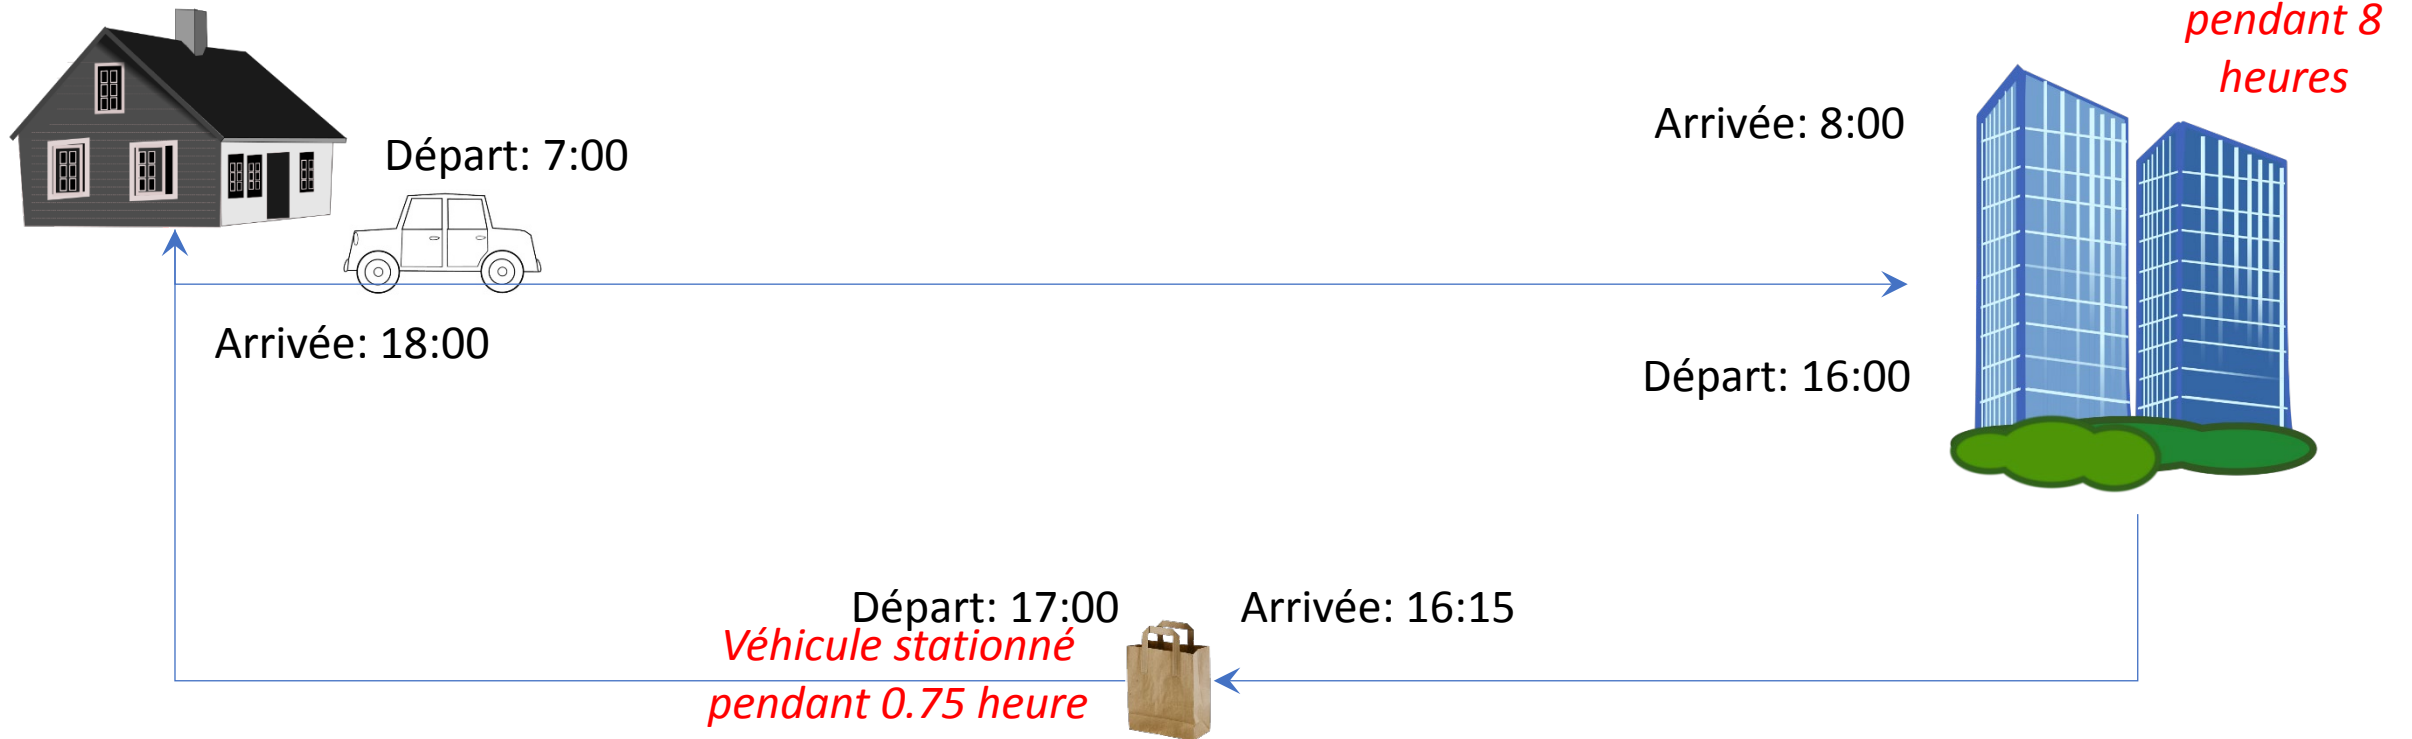 pendant 8
heures
Arrivée: 8:00
Départ: 7:00
Arrivée: 18:00
Départ: 16:00
Départ: 17:00
Arrivée: 16:15
Véhicule stationné
pendant 0.75 heure